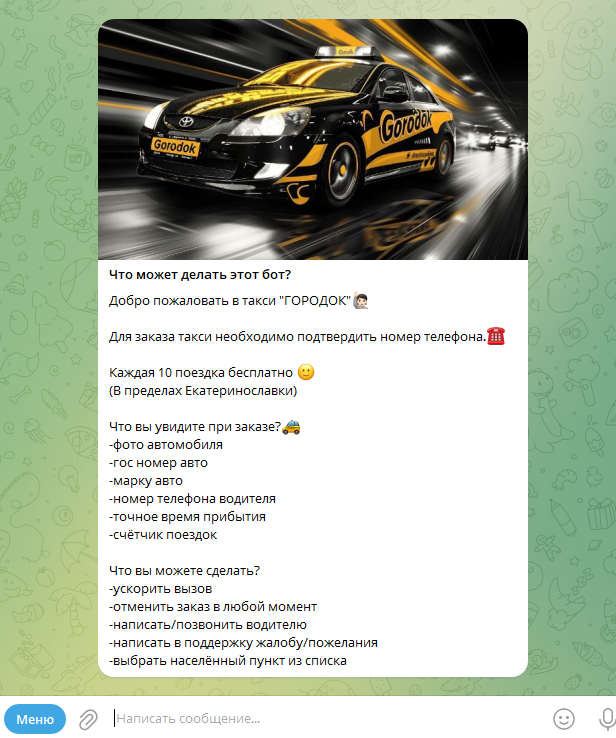 Gorodok
Gorodok
Что может делать этот бот?
Добро пожаловать в такси "ГОРОДОК"🙋🏻‍♂️
Для заказа такси необходимо подтвердить номер телефона.☎️
Каждая 10 поездка бесплатно 🙂
(В пределах Екатеринославки)
Что вы увидите при заказе?🚕
-фото автомобиля
-гос номер авто
-марку авто
-номер телефона водителя
-точное время прибытия
-счётчик поездок
Что вы можете сделать?
-ускорить вызов
-отменить заказ в любой момент
-написать/позвонить водителю
-написать в поддержку жалобу/пожелания
-выбрать населённый пункт из списка
Меню
Написать сообщение...